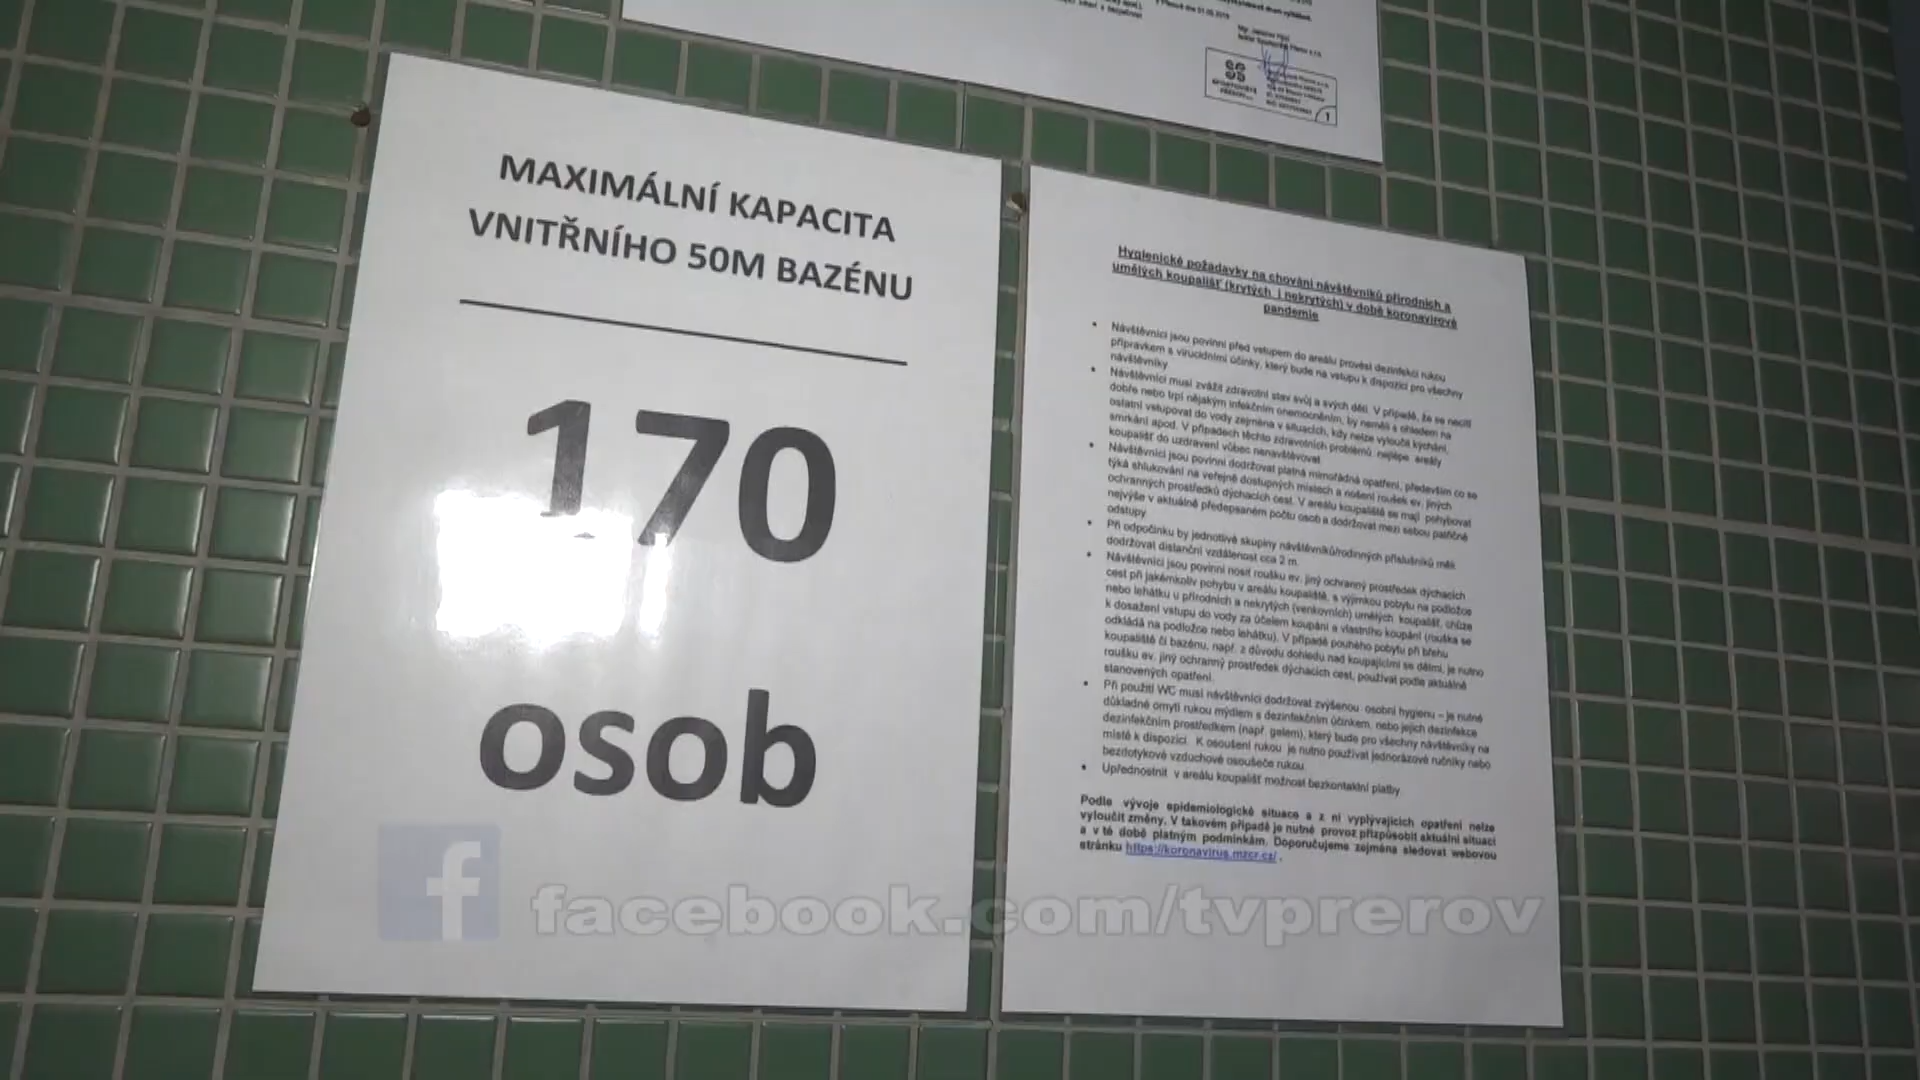 MAXIMÁLNÍ KAPACITA
VNITŘNÍHO 50M BAZÉNU
170
osob
Hygienické požadavky na chování návštěvníků přírodních a
umělých koupališť (krytých i nekrytých) v době koronavirové
pandemie
• Návštěvníci jsou povinni před vstupem do areálu provést dezinfekci rukou
přípravkem s virucidními účinky, který bude na vstupu k dispozici pro všechny
návštěvníky
• Návštěvníci musí zvážit zdravotní stav svůj a svých dětí. V případě, že se necítí
dobře nebo trpí nějakým infekčním onemocněním, by neměli s ohledem na
ostatní vstupovat do vody zejména v situacích, kdy nelze vyloučit kýchání,
smrkání apod. V případech těchto zdravotních problémů nejlépe areály
koupališť do uzdravení vůbec nenavštěvovat
• Návštěvníci jsou povinni dodržovat platná mimořádná opatření, především co se
týká shlukování na veřejně dostupných místech a nošení roušek ev. jiných
ochranných prostředků dýchacích cest. V areálu koupaliště se mají pohybovat
nejvýše v aktuálně předepsaném počtu osob a dodržovat mezi sebou patřičné
odstupy
• Při odpočinku by jednotlivé skupiny návštěvníků/rodinných příslušníků měly
dodržovat distanční vzdálenost cca 2 m.
• Návštěvníci jsou povinni nosit roušku ev. jiný ochranný prostředek dýchacích
cest při jakémkoliv pohybu v areálu koupaliště, s výjimkou pobytu na podložce
nebo lehátku u přírodních a nekrytých (venkovních) umělých koupališť, chůze
k dosažení vstupu do vody za účelem koupání a vlastního koupání (rouška se
odkládá na podložce nebo lehátku). V případě pouhého pobytu při břehu
koupaliště či bazénu, např. z důvodu dohledu nad koupajícími se dětmi, je nutno
roušku ev. jiný ochranný prostředek dýchacích cest, používat podle aktuálně
stanovených opatření.
• Při použití WC musí návštěvníci dodržovat zvýšenou osobní hygienu – je nutné
důkladné omytí rukou mýdlem s dezinfekčním účinkem, nebo jejich dezinfekce
dezinfekčním prostředkem (např. gelem), který bude pro všechny návštěvníky na
místě k dispozici. K osoušení rukou je nutno používat jednorázové ručníky nebo
bezdotykové vzduchové osoušeče rukou.
• Upřednostnit v areálu koupališť možnost bezkontaktní platby
Podle vývoje epidemiologické situace a z ní vyplývajících opatření nelze
vyloučit změny. V takovém případě je nutné provoz přizpůsobit aktuální situaci
a v té době platným podmínkám. Doporučujeme zejména sledovat webovou
stránku https://koronavirus.mzcr.cz/ .
f facebook.com/tvprerov